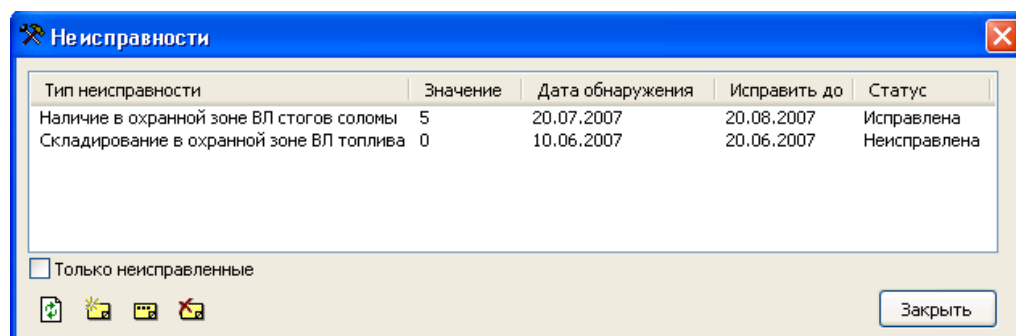 Неисправности
Тип неисправности Значение Дата обнаружения Исправить до Статус
Наличие в охранной зоне ВЛ стогов соломы 5 20.07.2007 20.08.2007 Исправлена
Складирование в охранной зоне ВЛ топлива 0 10.06.2007 20.06.2007 Неисправлена
Только неисправленные
Закрыть